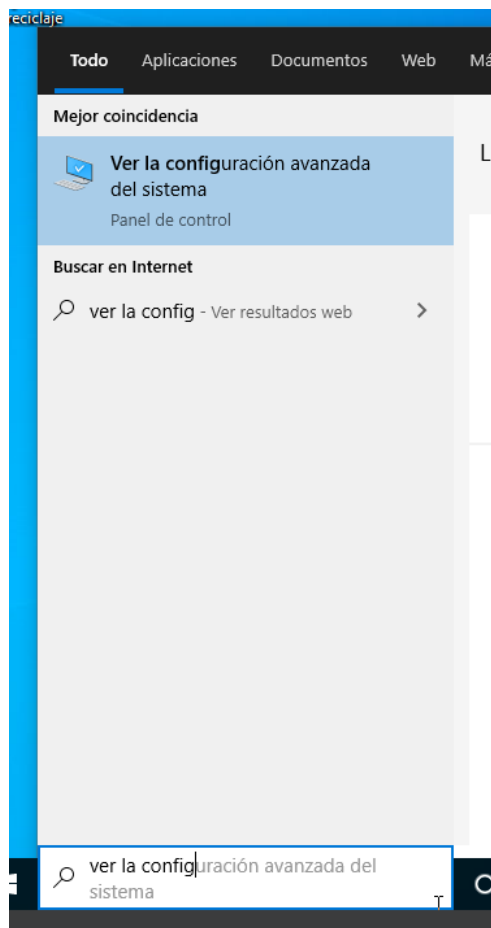 reciclaje
Todo Aplicaciones Documentos Web Má
Mejor coincidencia
Ver la configuración avanzada
del sistema
Panel de control
L
Buscar en Internet
ver la config - Ver resultados web
ver la configuración avanzada del
sistema